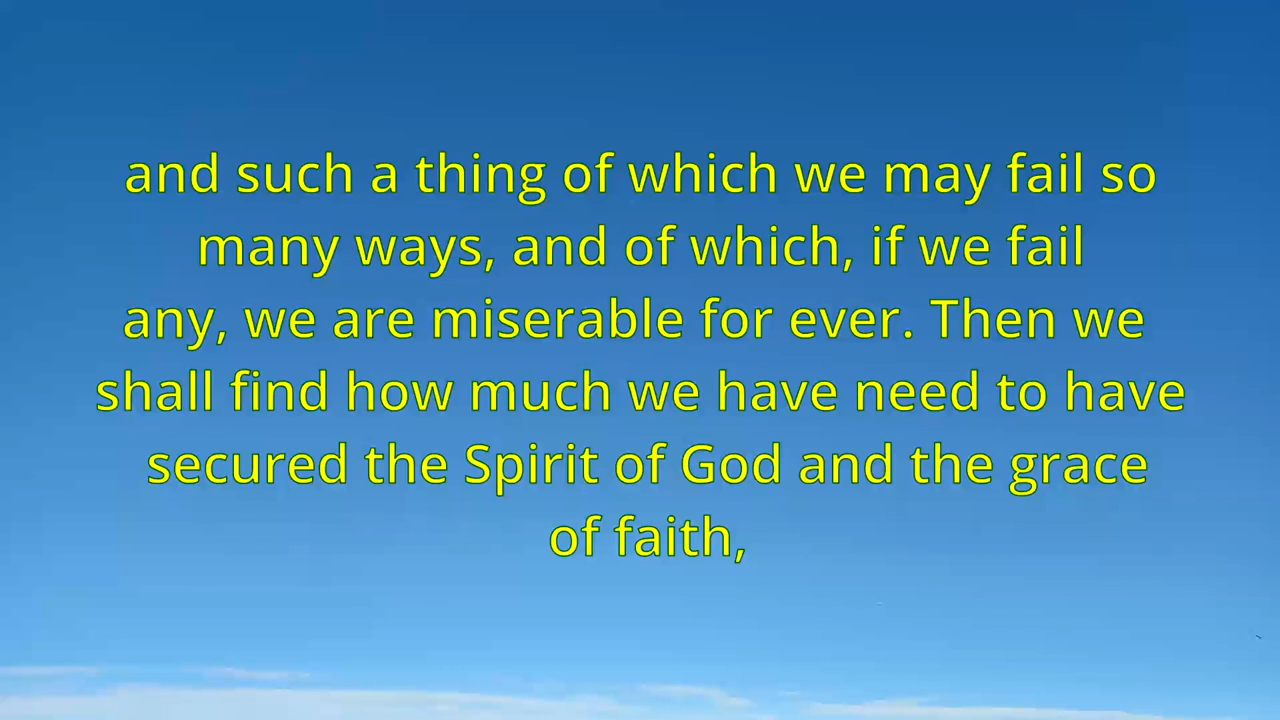 and such a thing of which we may fail so
many ways, and of which, if we fail
any, we are miserable for ever. Then we
shall find how much we have need to have
secured the Spirit of God and the grace
of faith,